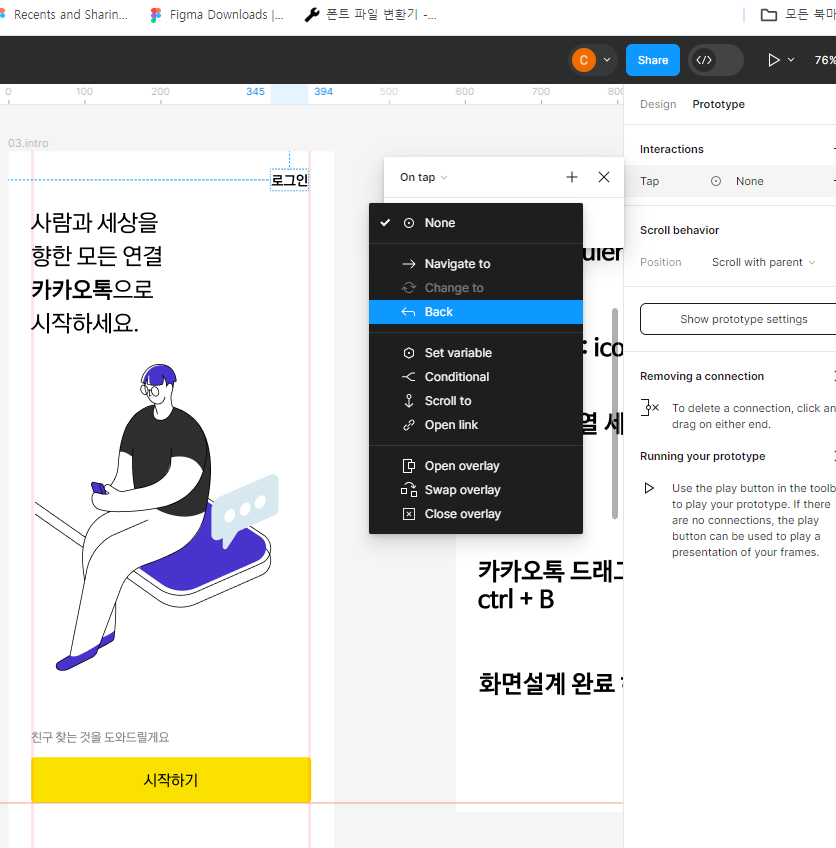 Recents and Sharin...
Figma Downloads |...
폰트 파일 변환기 -...
모든 북마
C
Share
76%
0
100
200
345
394
500
600
700
800
Design
Prototype
03.intro
로그인
사람과 세상을
향한 모든 연결
카카오톡으로
시작하세요.
친구 찾는 것을 도와드릴게요
시작하기
On tap
None
Navigate to
Change to
Back
Set variable
Conditional
Scroll to
Open link
Open overlay
Swap overlay
Close overlay
: ico
열 세
카카오톡 드래그
ctrl + B
화면설계 완료
Interactions
Tap
None
Scroll behavior
Position
Scroll with parent
Show prototype settings
Removing a connection
To delete a connection, click an
drag on either end.
Running your prototype
Use the play button in the toolb
to play your prototype. If there
are no connections, the play
button can be used to play a
presentation of your frames.